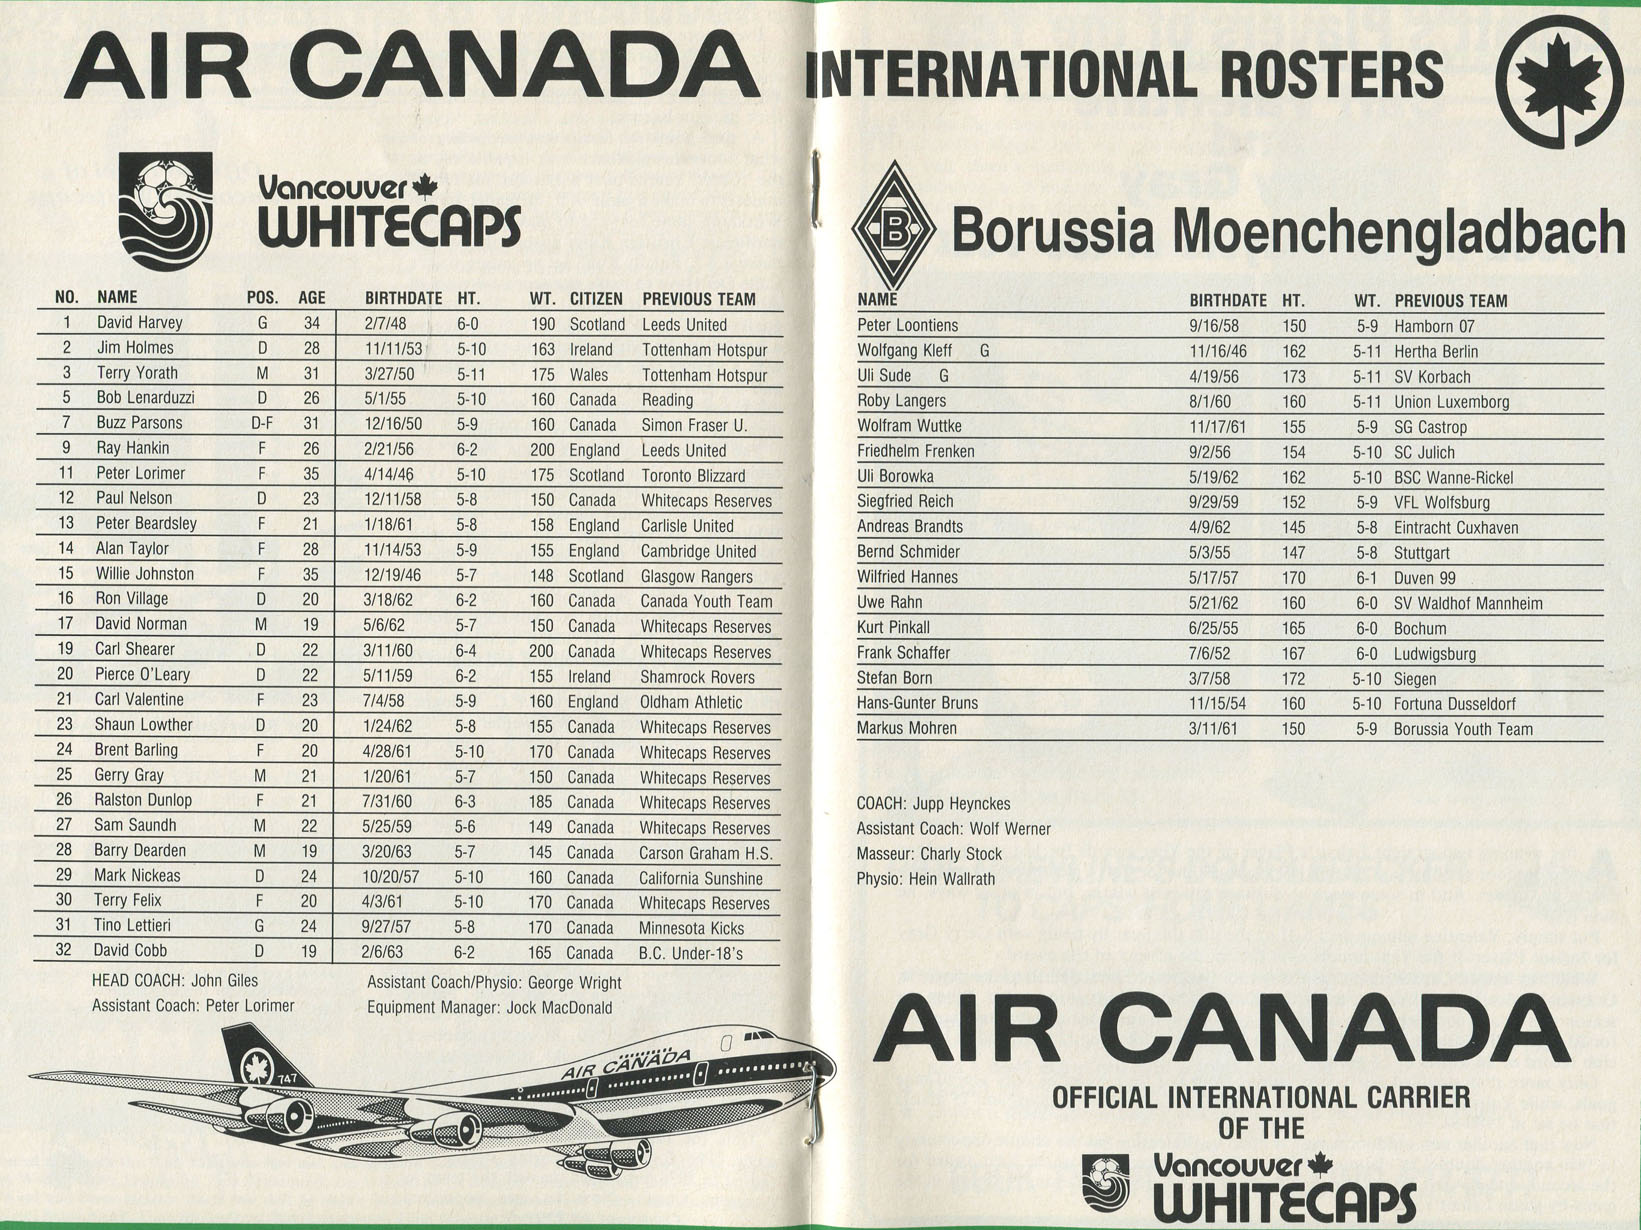 AIR CANADA INTERNATIONAL ROSTERS
Vancouver
WHITECAPS
NO. NAME POS. AGE BIRTHDATE HT. WT. CITIZEN PREVIOUS TEAM
1 David Harvey G 34 2/7/48 6-0 190 Scotland Leeds United
2 Jim Holmes D 28 11/11/53 5-10 163 Ireland Tottenham Hotspur
3 Terry Yorath M 31 3/27/50 5-11 175 Wales Tottenham Hotspur
5 Bob Lenarduzzi D 26 5/1/55 5-10 160 Canada Reading
7 Buzz Parsons D-F 31 12/16/50 5-9 160 Canada Simon Fraser U.
9 Ray Hankin F 26 2/21/56 6-2 200 England Leeds United
11 Peter Lorimer F 35 4/14/46 5-10 175 Scotland Toronto Blizzard
12 Paul Nelson D 23 12/11/58 5-8 150 Canada Whitecaps Reserves
13 Peter Beardsley F 21 1/18/61 5-8 158 England Carlisle United
14 Alan Taylor F 28 11/14/53 5-9 155 England Cambridge United
15 Willie Johnston F 35 12/19/46 5-7 148 Scotland Glasgow Rangers
16 Ron Village D 20 3/18/62 6-2 160 Canada Canada Youth Team
17 David Norman M 19 5/6/62 5-7 150 Canada Whitecaps Reserves
19 Carl Shearer D 22 3/11/60 6-4 200 Canada Whitecaps Reserves
20 Pierce O'Leary D 22 5/11/59 6-2 155 Ireland Shamrock Rovers
21 Carl Valentine F 23 7/4/58 5-9 160 England Oldham Athletic
23 Shaun Lowther D 20 1/24/62 5-8 155 Canada Whitecaps Reserves
24 Brent Barling F 20 4/28/61 5-10 170 Canada Whitecaps Reserves
25 Gerry Gray M 21 1/20/61 5-7 150 Canada Whitecaps Reserves
26 Ralston Dunlop F 21 7/31/60 6-3 185 Canada Whitecaps Reserves
27 Sam Saundh M 22 5/25/59 5-6 149 Canada Whitecaps Reserves
28 Barry Dearden M 19 3/20/63 5-7 145 Canada Carson Graham H.S.
29 Mark Nickeas D 24 10/20/57 5-10 160 Canada California Sunshine
30 Terry Felix F 20 4/3/61 5-10 170 Canada Whitecaps Reserves
31 Tino Lettieri G 24 9/27/57 5-8 170 Canada Minnesota Kicks
32 David Cobb D 19 2/6/63 6-2 165 Canada B.C. Under-18's
HEAD COACH: John Giles Assistant Coach/Physio: George Wright
Assistant Coach: Peter Lorimer Equipment Manager: Jock MacDonald
AIR CANADA
747
B
Borussia Moenchengladbach
NAME BIRTHDATE HT. WT. PREVIOUS TEAM
Peter Loontiens 9/16/58 150 5-9 Hamborn 07
Wolfgang Kleff G 11/16/46 162 5-11 Hertha Berlin
Uli Sude G 4/19/56 173 5-11 SV Korbach
Roby Langers 8/1/60 160 5-11 Union Luxemborg
Wolfram Wuttke 11/17/61 155 5-9 SG Castrop
Friedhelm Frenken 9/2/56 154 5-10 SC Julich
Uli Borowka 5/19/62 162 5-10 BSC Wanne-Rickel
Siegfried Reich 9/29/59 152 5-9 VFL Wolfsburg
Andreas Brandts 4/9/62 145 5-8 Eintracht Cuxhaven
Bernd Schmider 5/3/55 147 5-8 Stuttgart
Wilfried Hannes 5/17/57 170 6-1 Duven 99
Uwe Rahn 5/21/62 160 6-0 SV Waldhof Mannheim
Kurt Pinkall 6/25/55 165 6-0 Bochum
Frank Schaffer 7/6/52 167 6-0 Ludwigsburg
Stefan Born 3/7/58 172 5-10 Siegen
Hans-Gunter Bruns 11/15/54 160 5-10 Fortuna Dusseldorf
Markus Mohren 3/11/61 150 5-9 Borussia Youth Team
COACH: Jupp Heynckes
Assistant Coach: Wolf Werner
Masseur: Charly Stock
Physio: Hein Wallrath
AIR CANADA
OFFICIAL INTERNATIONAL CARRIER
OF THE
Vancouver
WHITECAPS